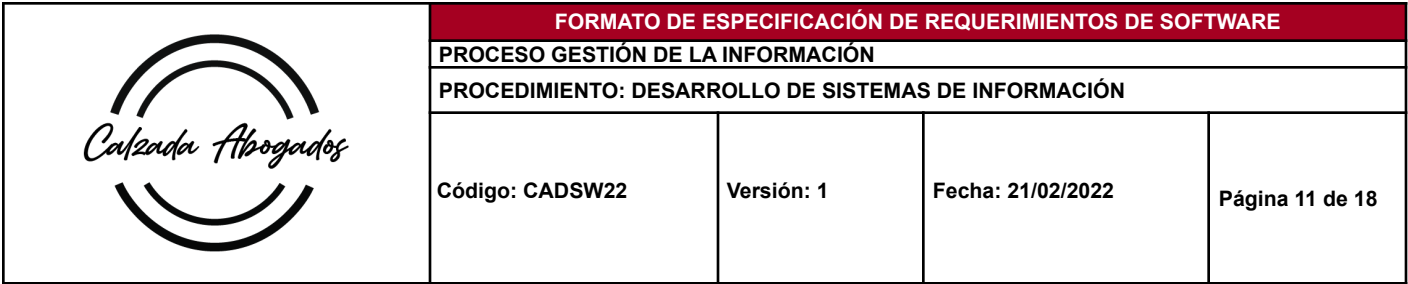 Calzada Abogados
FORMATO DE ESPECIFICACIÓN DE REQUERIMIENTOS DE SOFTWARE
PROCESO GESTIÓN DE LA INFORMACIÓN
PROCEDIMIENTO: DESARROLLO DE SISTEMAS DE INFORMACIÓN
Código: CADSW22
Versión: 1
Fecha: 21/02/2022
Página 11 de 18